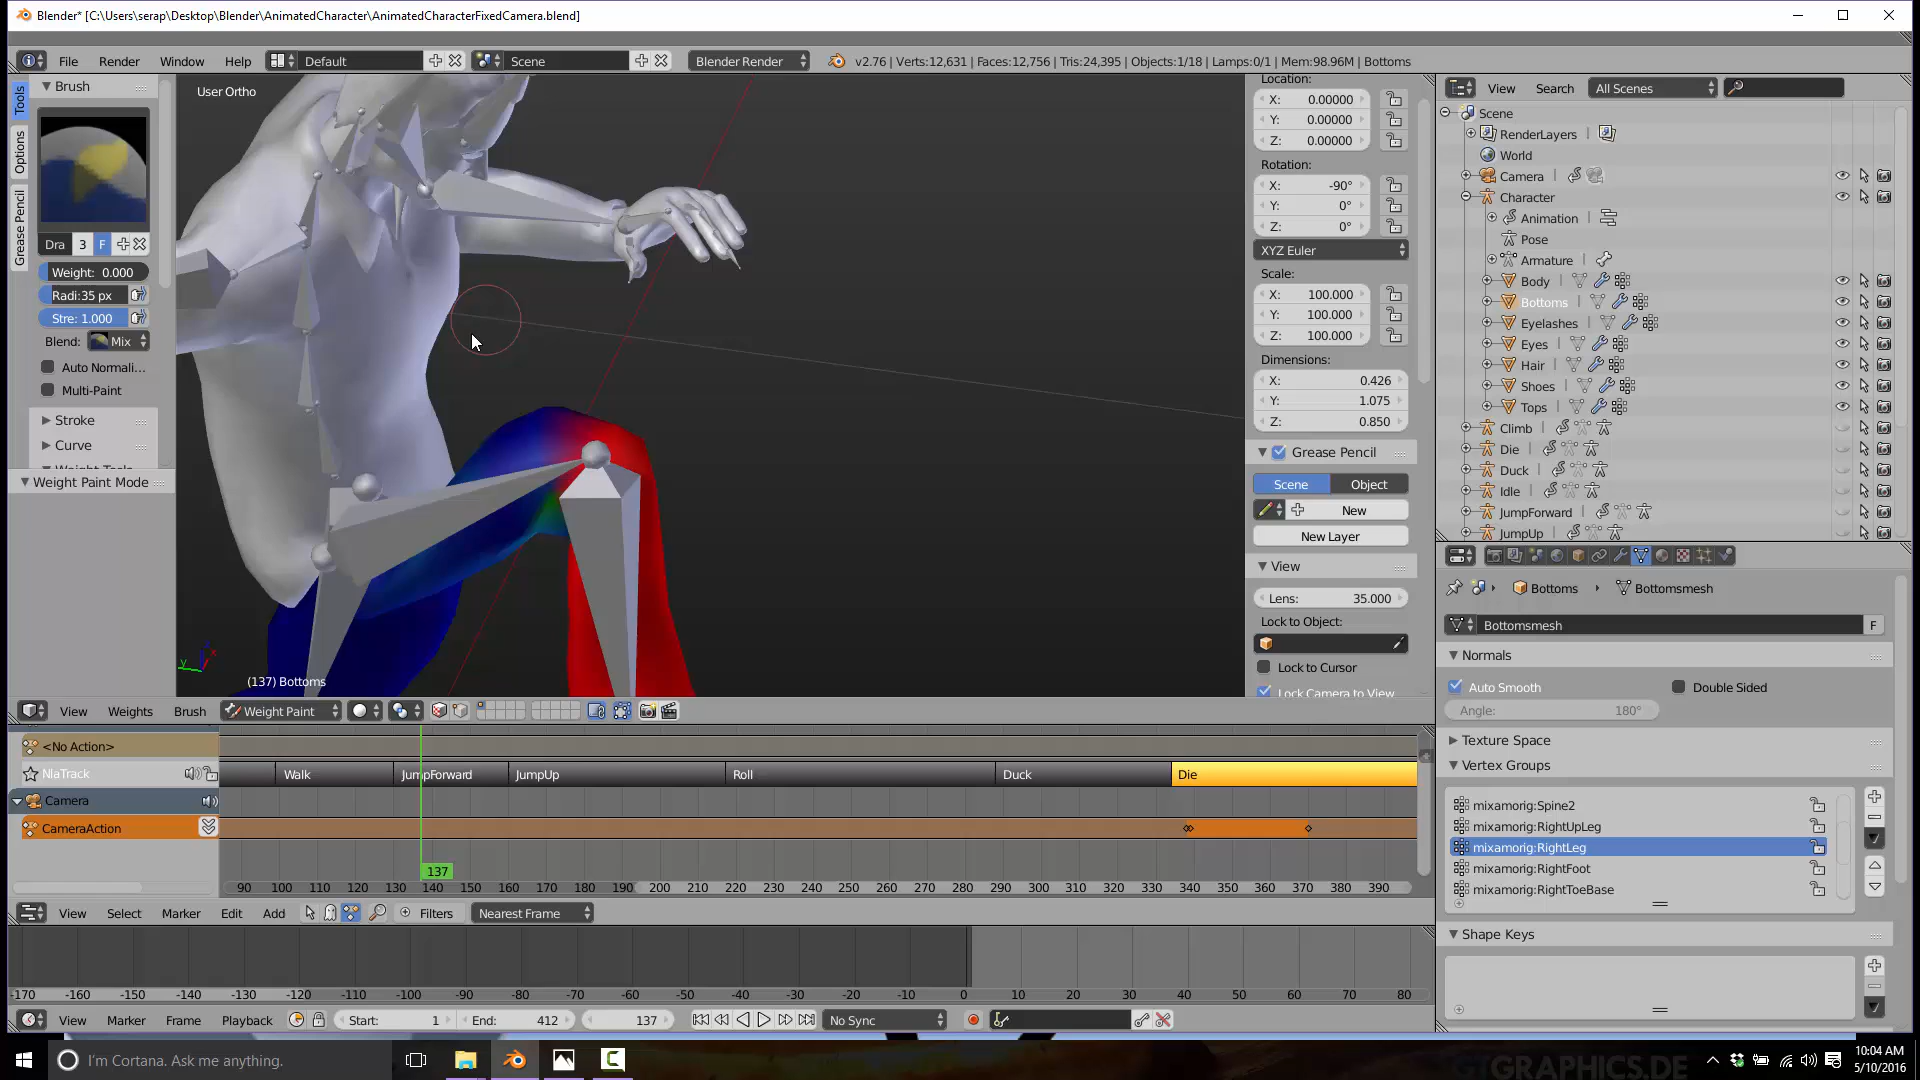 Blender* [C:\Users\serap\Desktop\Blender\AnimatedCharacter\AnimatedCharacterFixedCamera.blend]
File Render Window Help Default Scene Blender Render v2.76 | Verts:12,631 | Faces:12,756 | Tris:24,395 | Objects:1/18 | Lamps:0/1 | Mem:98.96M | Bottoms
Tools
Options
Grease Pencil
Brush
Dra 3 F
Weight: 0.000
Radi:35 px
Stre: 1.000
Blend: Mix
Auto Normali...
Multi-Paint
Stroke
Curve
Weight Tools
Weight Paint Mode
User Ortho
(137) Bottoms
Location:
X: 0.00000
Y: 0.00000
Z: 0.00000
Rotation:
X: -90°
Y: 0°
Z: 0°
XYZ Euler
Scale:
X: 100.000
Y: 100.000
Z: 100.000
Dimensions:
X: 0.426
Y: 1.075
Z: 0.850
Grease Pencil
Scene Object
New
New Layer
View
Lens: 35.000
Lock to Object:
Lock to Cursor
Lock Camera to View
View Search All Scenes
Scene
RenderLayers
World
Camera
Character
Animation
Pose
Armature
Body
Bottoms
Eyelashes
Eyes
Hair
Shoes
Tops
Climb
Die
Duck
Idle
JumpForward
JumpUp
Bottoms Bottomsmesh
Bottomsmesh F
Normals
Auto Smooth Double Sided
Angle: 180°
Texture Space
Vertex Groups
mixamorig:Spine2
mixamorig:RightUpLeg
mixamorig:RightLeg
mixamorig:RightFoot
mixamorig:RightToeBase
Shape Keys
View Weights Brush Weight Paint
<No Action>
NlaTrack Walk JumpForward JumpUp Roll Duck Die
Camera
CameraAction
137
90 100 110 120 130 140 150 160 170 180 190 200 210 220 230 240 250 260 270 280 290 300 310 320 330 340 350 360 370 380 390
View Select Marker Edit Add Filters Nearest Frame
-170 -160 -150 -140 -130 -120 -110 -100 -90 -80 -70 -60 -50 -40 -30 -20 -10 0 10 20 30 40 50 60 70 80
View Marker Frame Playback Start: 1 End: 412 137 No Sync
I'm Cortana. Ask me anything.
GTGRAPHICS.DE
10:04 AM
5/10/2016